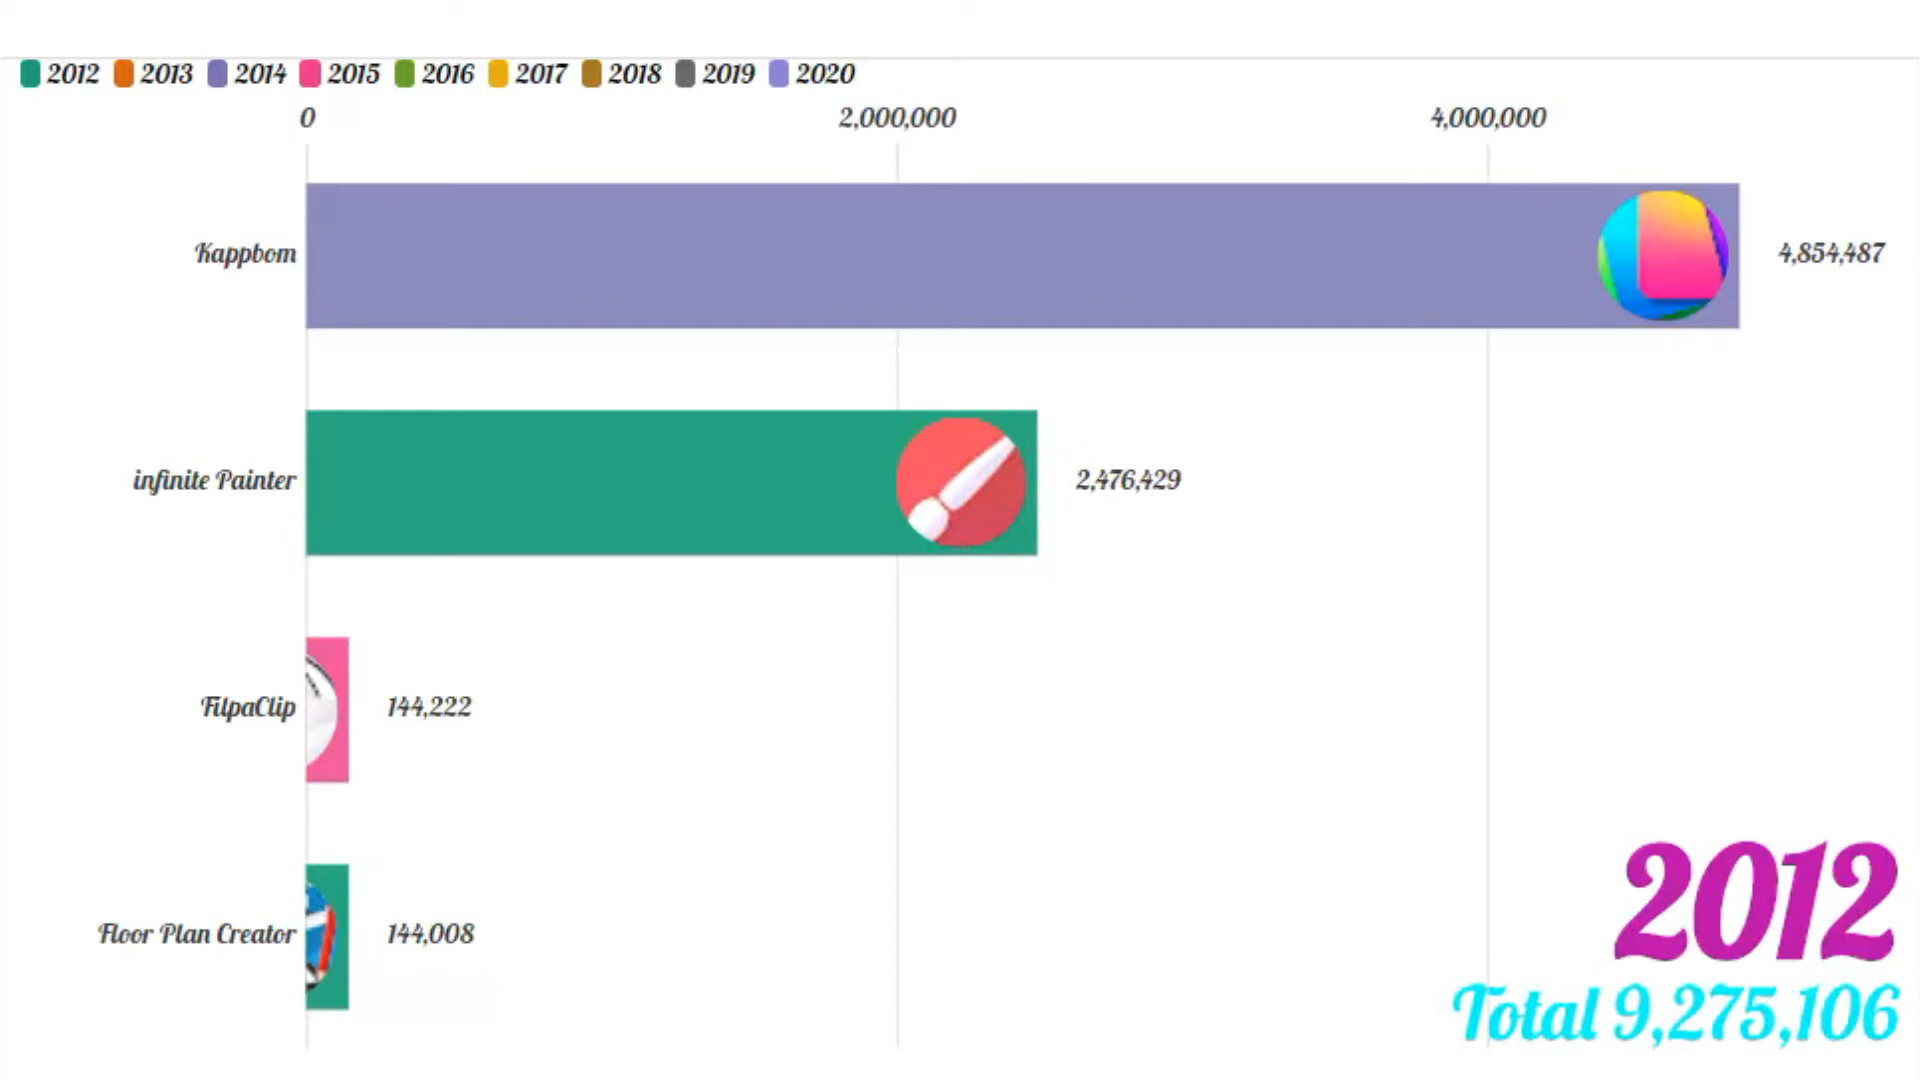 2012 2013 2014 2015 2016 2017 2018 2019 2020
0 2,000,000 4,000,000
Kappbom 4,854,487
infinite Painter 2,476,429
FilpaClip 144,222
Floor Plan Creator 144,008
2012
Total 9,275,106